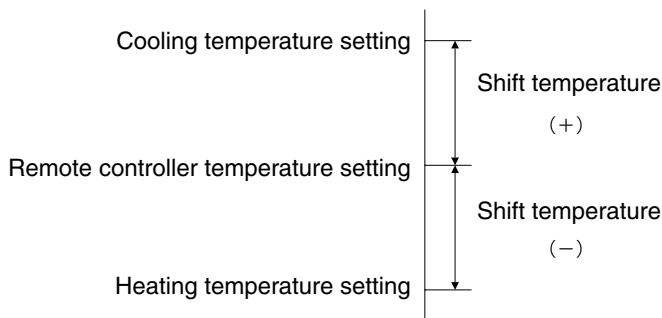 Cooling temperature setting
Shift temperature
(+)
Remote controller temperature setting
Shift temperature
(−)
Heating temperature setting